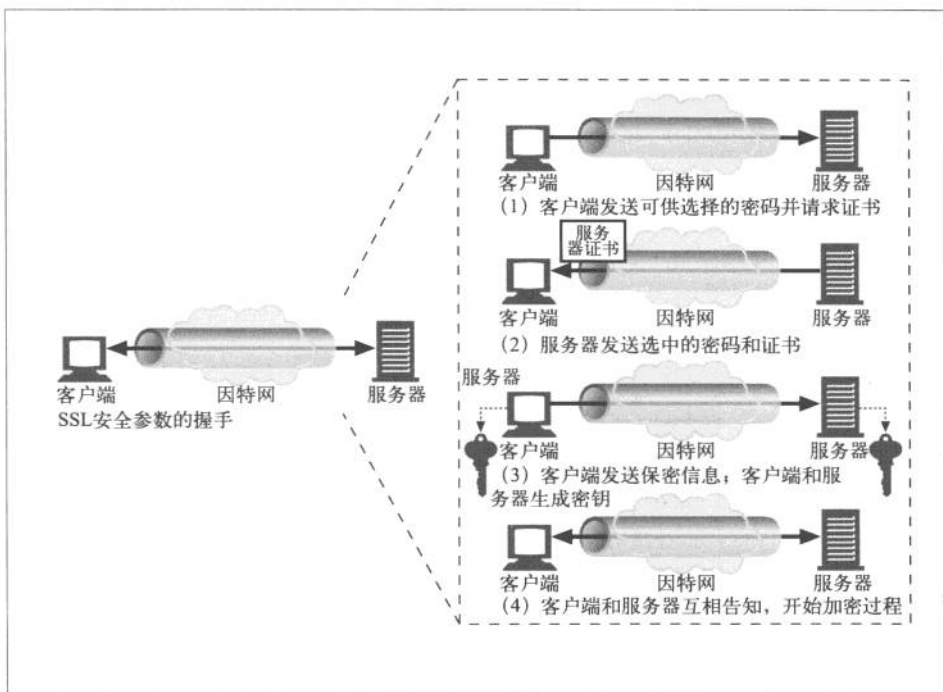 客户端
因特网
服务器
SSL安全参数的握手
客户端
因特网
服务器
(1) 客户端发送可供选择的密码并请求证书
服务
器证书
客户端
因特网
服务器
(2) 服务器发送选中的密码和证书
服务器
客户端
因特网
服务器
(3) 客户端发送保密信息；客户端和服
务器生成密钥
客户端
因特网
服务器
(4) 客户端和服务器互相告知，开始加密过程